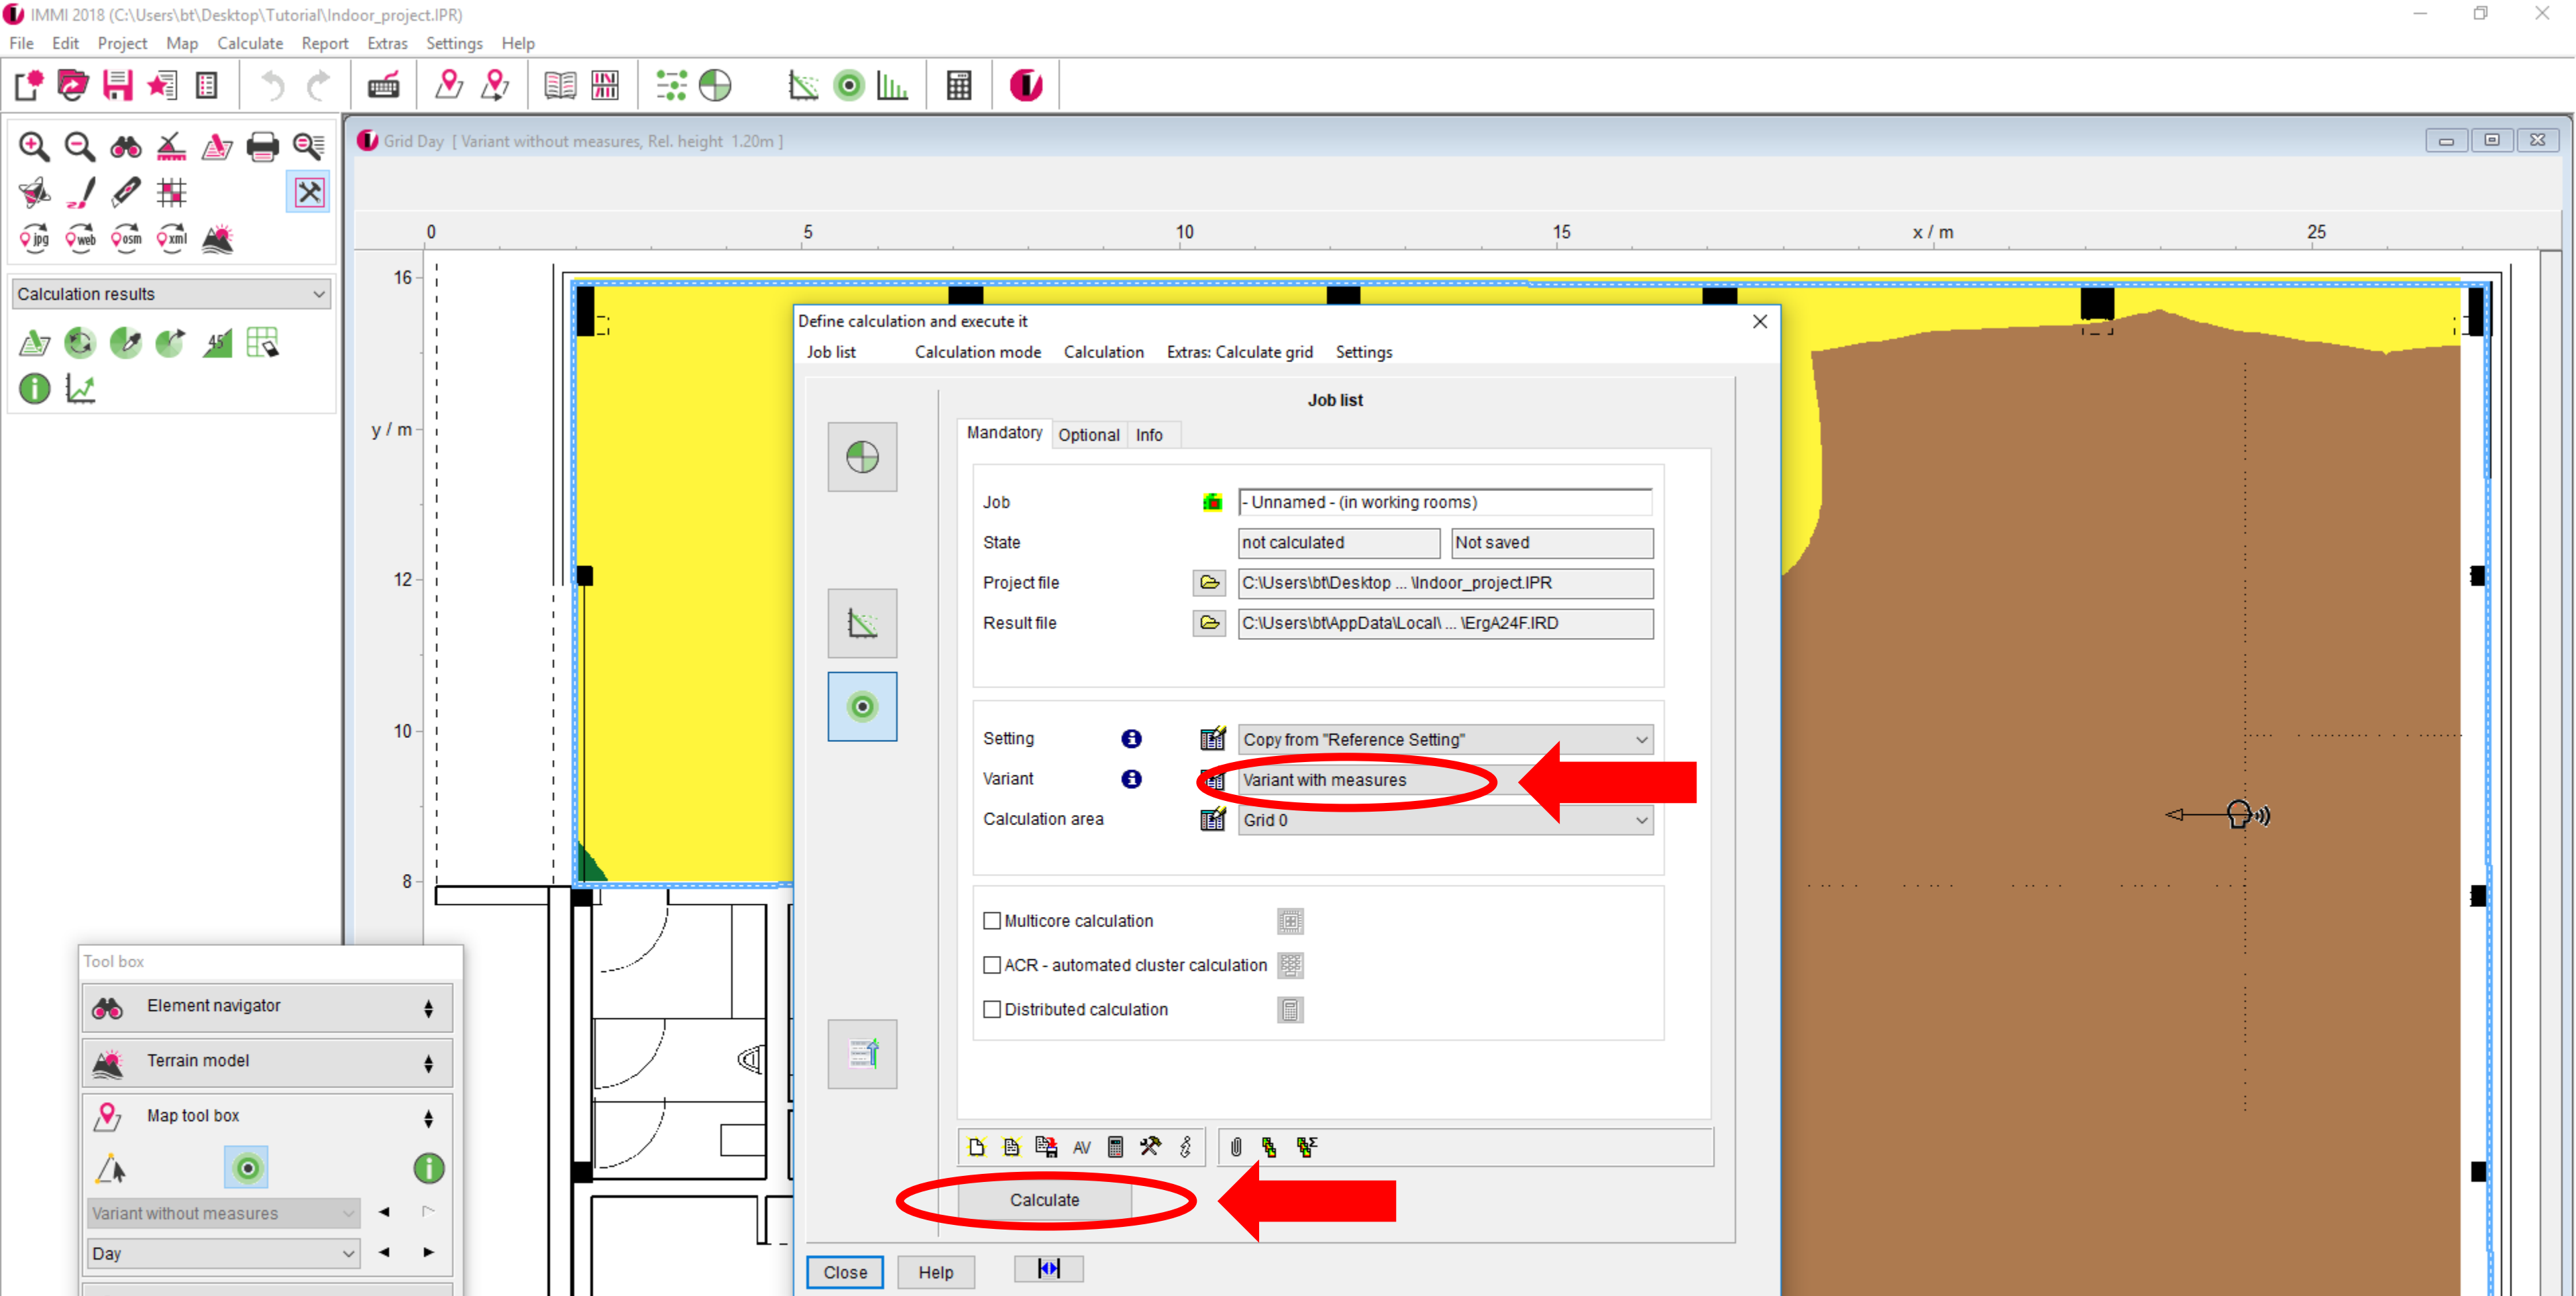 IMMI 2018 (C:\Users\bt\Desktop\Tutorial\Indoor_project.IPR)
File Edit Project Map Calculate Report Extras Settings Help
jpg web osm xml
Calculation results
45
Grid Day [ Variant without measures, Rel. height 1.20m ]
0 5 10 15 x / m 25
16
y / m
12
10
8
Define calculation and execute it
Job list Calculation mode Calculation Extras: Calculate grid Settings
Job list
Mandatory Optional Info
Job - Unnamed - (in working rooms)
State not calculated Not saved
Project file C:\Users\bt\Desktop ... \Indoor_project.IPR
Result file C:\Users\bt\AppData\Local\ ... \ErgA24F.IRD
Setting Copy from "Reference Setting"
Variant Variant with measures
Calculation area Grid 0
Multicore calculation
ACR - automated cluster calculation
Distributed calculation
AV
Calculate
Close Help
Tool box
Element navigator
Terrain model
Map tool box
Variant without measures
Day